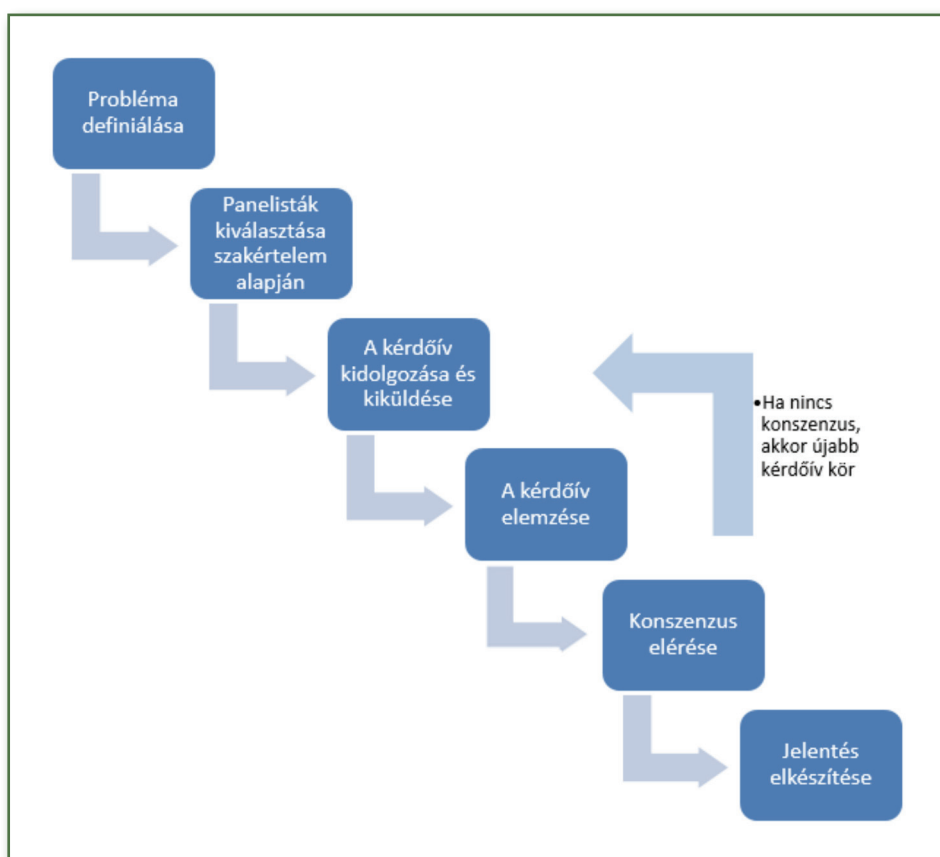 Probléma
definiálása
Panelisták
kiválasztása
szakértelem
alapján
A kérdőív
kidolgozása és
kiküldése
•Ha nincs
konszenzus,
akkor újabb
kérdőív kör
A kérdőív
elemzése
Konszenzus
elérése
Jelentés
elkészítése